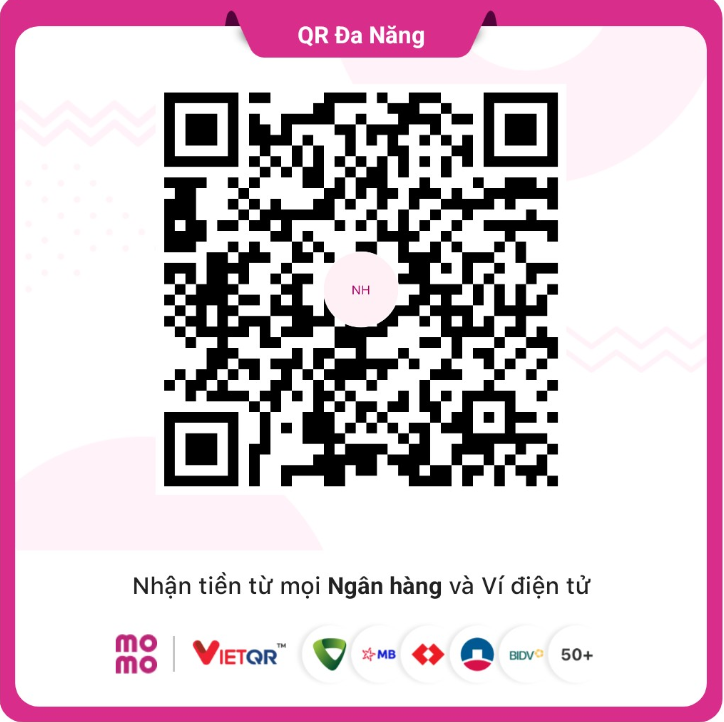 QR Đa Năng
NH
Nhận tiền từ mọi Ngân hàng và Ví điện tử
mo
mo
VIETQR™
MB
BIDV
50+